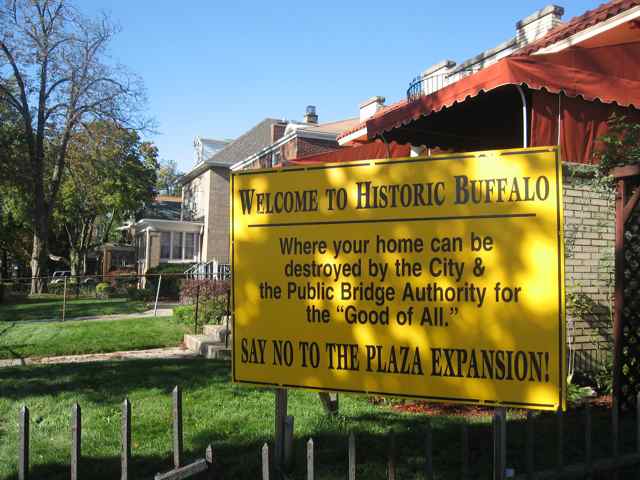 WELCOME TO HISTORIC BUFFALO
Where your home can be
destroyed by the City &
the Public Bridge Authority for
the “Good of All.”
SAY NO TO THE PLAZA EXPANSION!